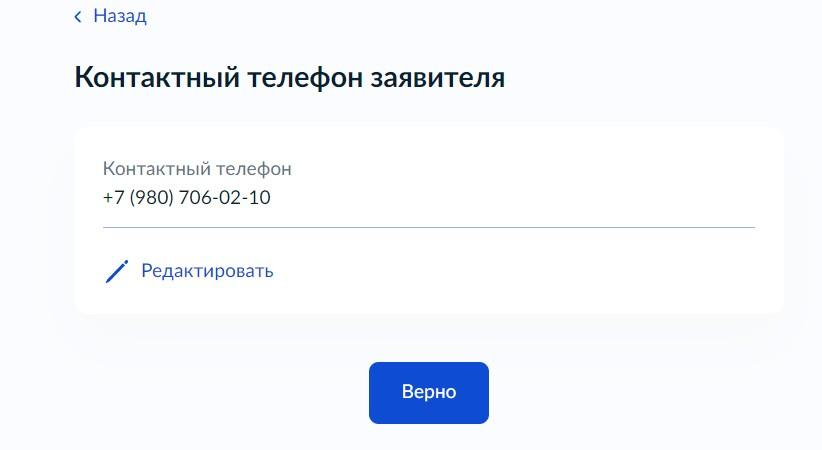 Назад
Контактный телефон заявителя
Контактный телефон
+7 (980) 706-02-10
Редактировать
Верно